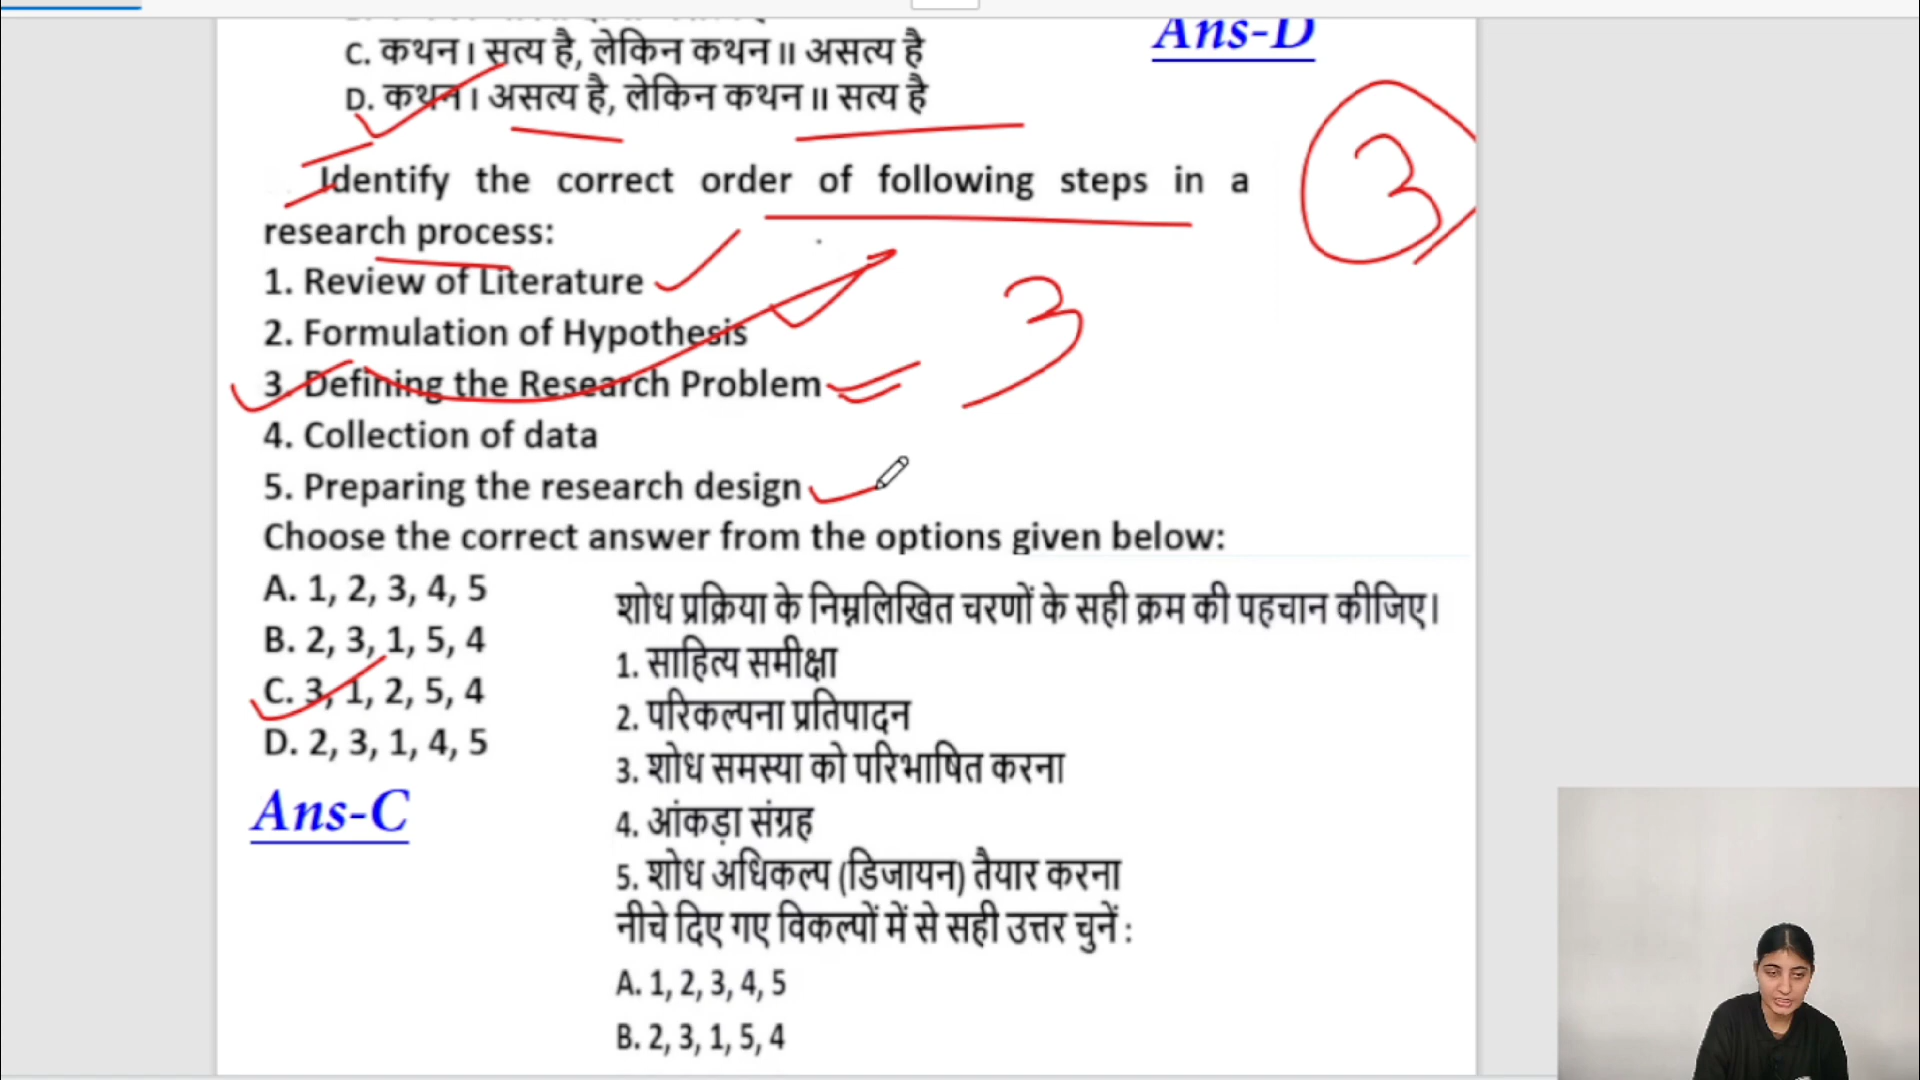 C. कथन। सत्य है, लेकिन कथन ॥ असत्य है
Ans-D
D. कथन। असत्य है, लेकिन कथन ॥ सत्य है
Identify the correct order of following steps in a
research process:
3
1. Review of Literature
2. Formulation of Hypothesis
3
3. Defining the Research Problem
4. Collection of data
5. Preparing the research design
Choose the correct answer from the options given below:
A. 1, 2, 3, 4, 5
B. 2, 3, 1, 5, 4
C. 3, 1, 2, 5, 4
D. 2, 3, 1, 4, 5
Ans-C
शोध प्रक्रिया के निम्नलिखित चरणों के सही क्रम की पहचान कीजिए।
1. साहित्य समीक्षा
2. परिकल्पना प्रतिपादन
3. शोध समस्या को परिभाषित करना
4. आंकड़ा संग्रह
5. शोध अधिकल्प (डिजायन) तैयार करना
नीचे दिए गए विकल्पों में से सही उत्तर चुनें :
A. 1, 2, 3, 4, 5
B. 2, 3, 1, 5, 4